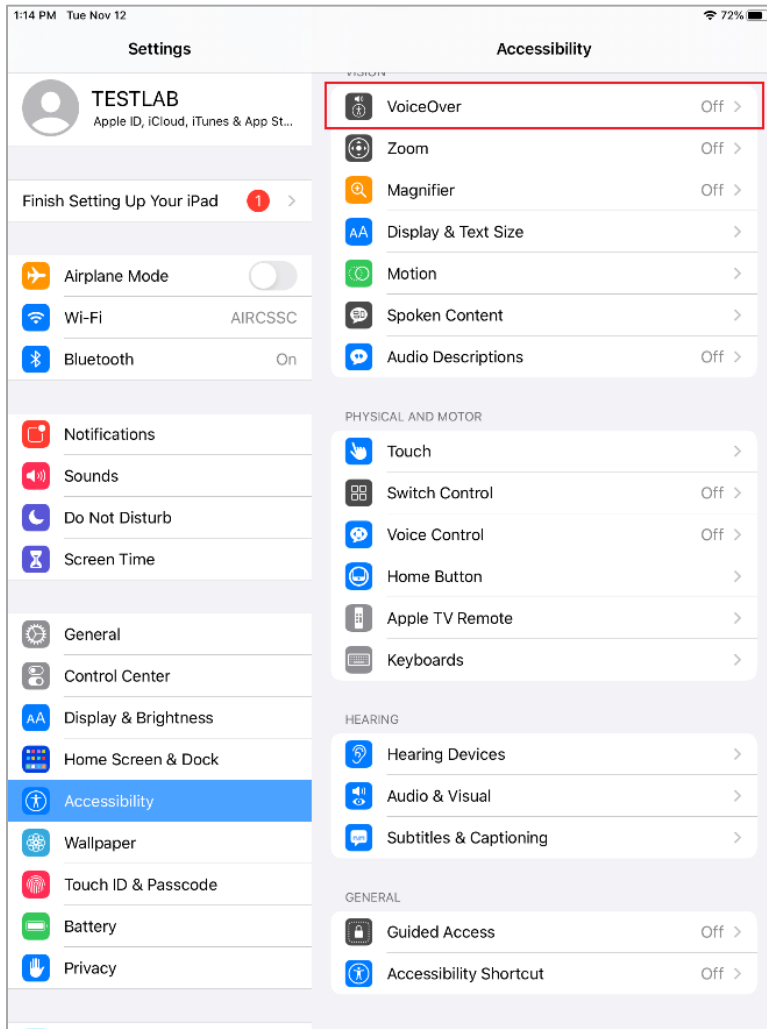 1:14 PM Tue Nov 12
72%
Settings
Accessibility
TESTLAB
Apple ID, iCloud, iTunes & App St...
Finish Setting Up Your iPad 1
Airplane Mode
Wi-Fi AIRCSSC
Bluetooth On
Notifications
Sounds
Do Not Disturb
Screen Time
General
Control Center
AA Display & Brightness
Home Screen & Dock
Accessibility
Wallpaper
Touch ID & Passcode
Battery
Privacy
VISION
VoiceOver Off
Zoom Off
Magnifier Off
AA Display & Text Size
Motion
Spoken Content
Audio Descriptions Off
PHYSICAL AND MOTOR
Touch
Switch Control Off
Voice Control Off
Home Button
Apple TV Remote
Keyboards
HEARING
Hearing Devices
Audio & Visual
Subtitles & Captioning
GENERAL
Guided Access Off
Accessibility Shortcut Off